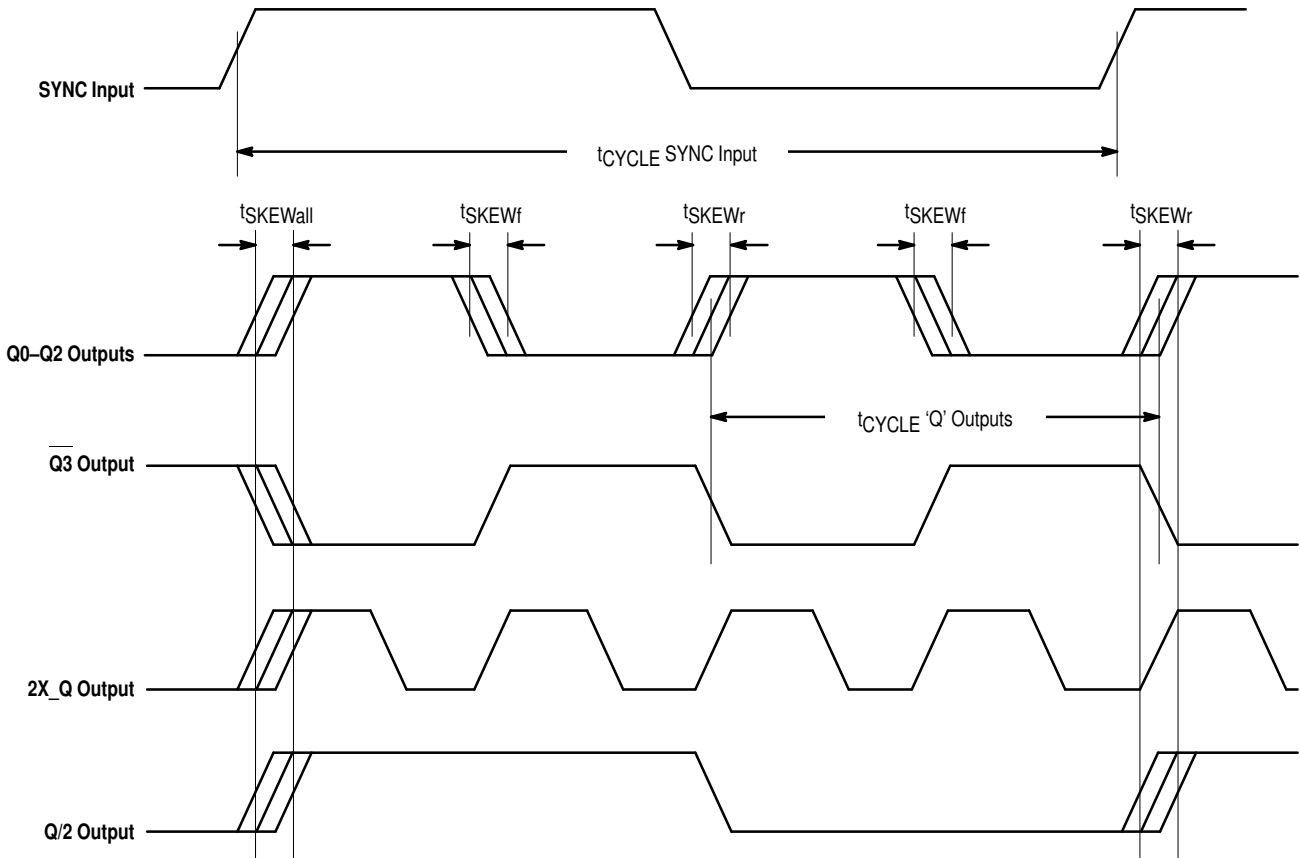 SYNC Input
tCYCLE SYNC Input
tSKEWall
tSKEWf
tSKEWr
tSKEWf
tSKEWr
Q0–Q2 Outputs
tCYCLE ‘Q’ Outputs
Q3 Output
2X_Q Output
Q/2 Output